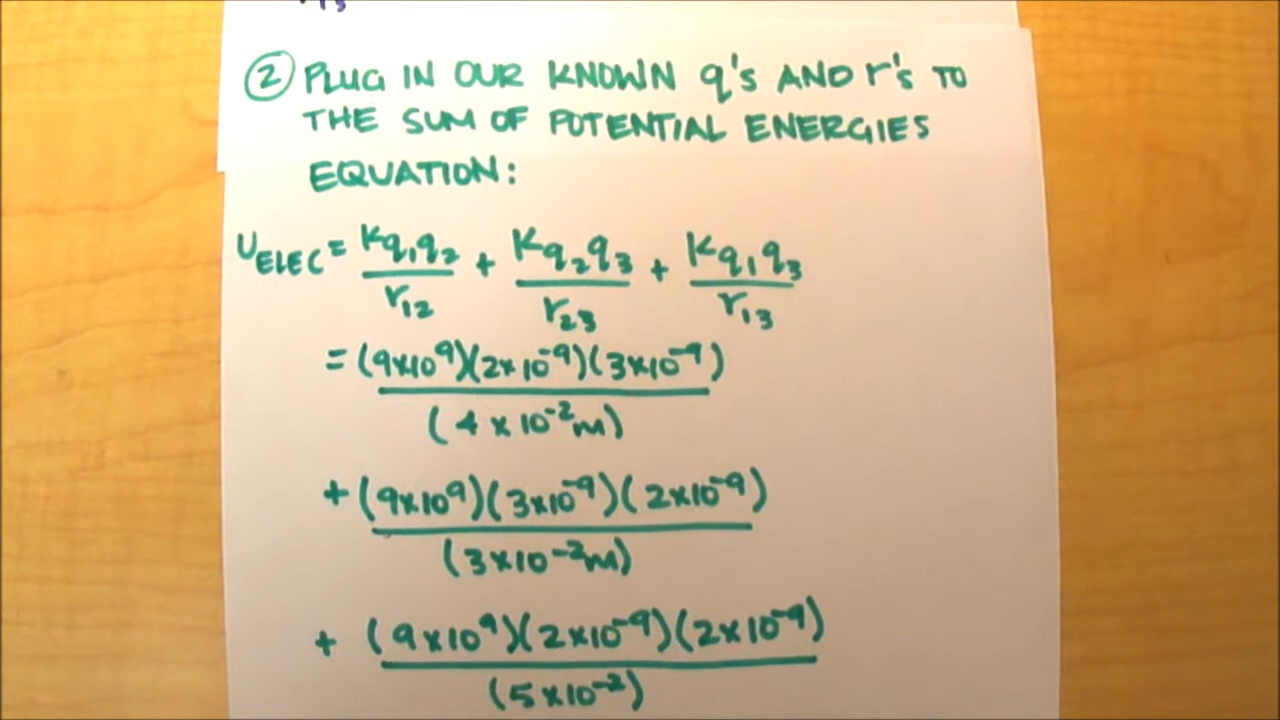 r₁₃
② PLUG IN OUR KNOWN q's AND r's TO
THE SUM OF POTENTIAL ENERGIES
EQUATION:
U_ELEC = Kq₁q₂/r₁₂ + Kq₂q₃/r₂₃ + Kq₁q₃/r₁₃
= (9×10⁹)(2×10⁻⁹)(3×10⁻⁹)
(4×10⁻²m)
+ (9×10⁹)(3×10⁻⁹)(2×10⁻⁹)
(3×10⁻²m)
+ (9×10⁹)(2×10⁻⁹)(2×10⁻⁹)
(5×10⁻²)